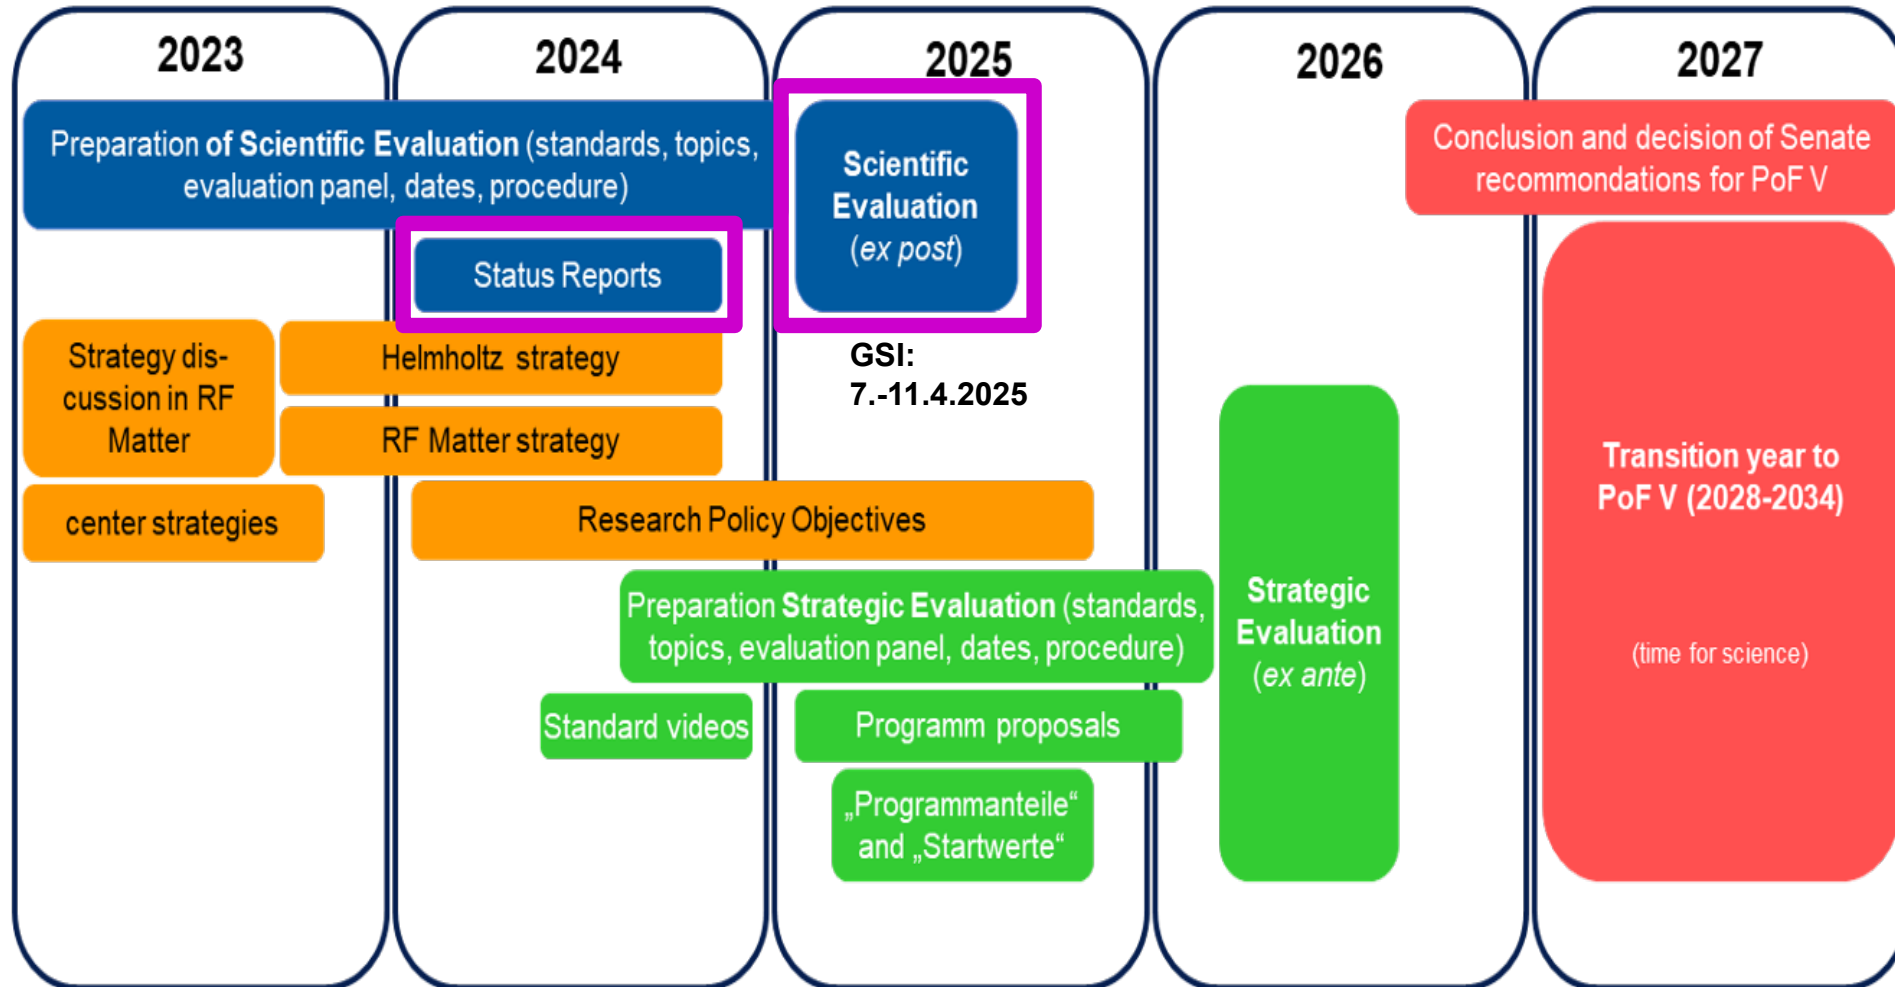 2023
2024
2025
2026
2027
Preparation of Scientific Evaluation (standards, topics,
evaluation panel, dates, procedure)
Scientific
Evaluation
(ex post)
Conclusion and decision of Senate
recommondations for PoF V
Status Reports
Strategy dis-
cussion in RF
Matter
Helmholtz strategy
RF Matter strategy
GSI:
7.-11.4.2025
center strategies
Research Policy Objectives
Transition year to
PoF V (2028-2034)
(time for science)
Preparation Strategic Evaluation (standards,
topics, evaluation panel, dates, procedure)
Strategic
Evaluation
(ex ante)
Standard videos
Programm proposals
„Programmanteile“
and „Startwerte“